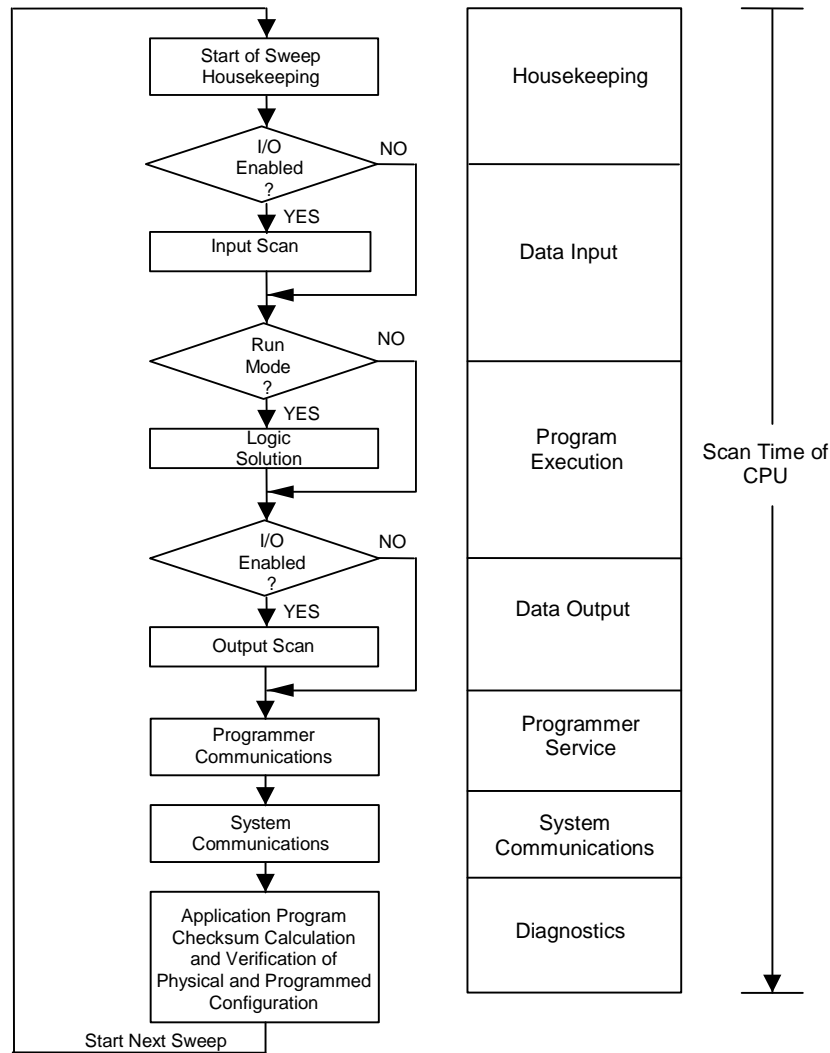 Start of Sweep
Housekeeping
I/O
Enabled
?
NO
YES
Input Scan
Run
Mode
?
NO
YES
Logic
Solution
I/O
Enabled
?
NO
YES
Output Scan
Programmer
Communications
System
Communications
Application Program
Checksum Calculation
and Verification of
Physical and Programmed
Configuration
Start Next Sweep
Housekeeping
Data Input
Program
Execution
Data Output
Programmer
Service
System
Communications
Diagnostics
Scan Time of
CPU